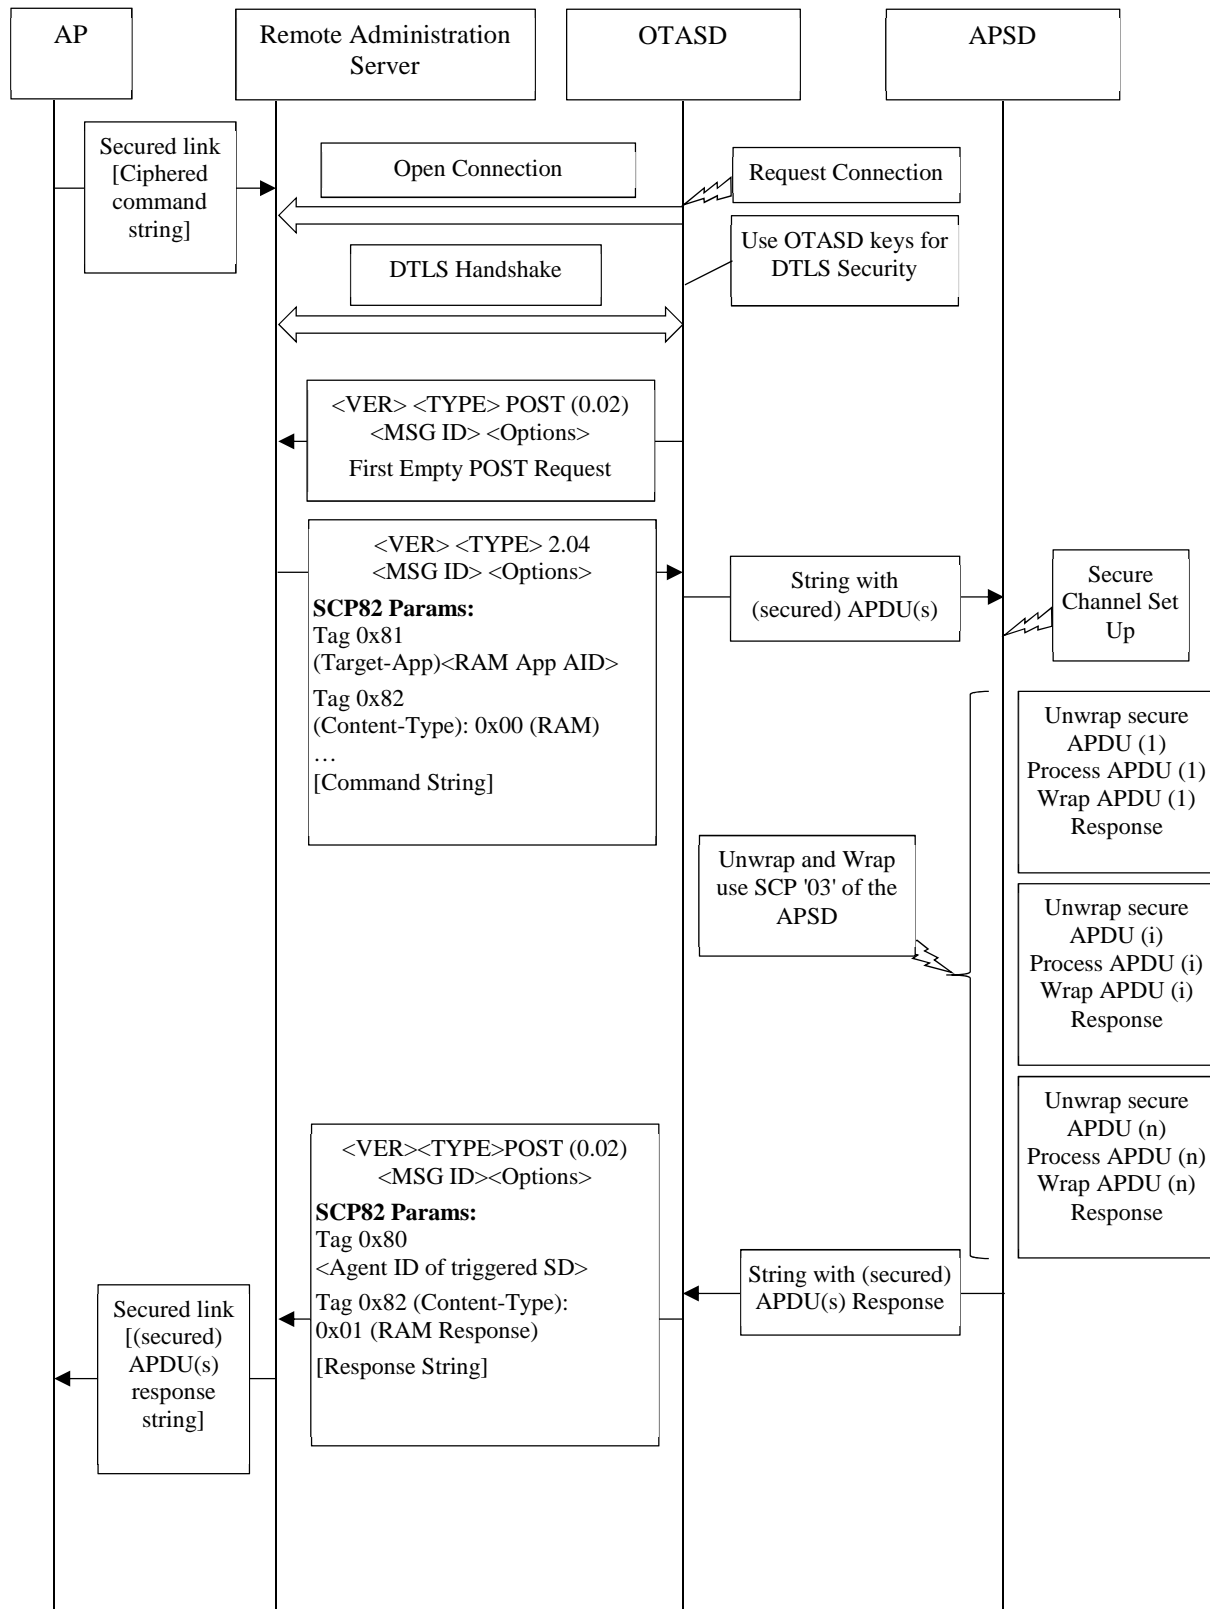 AP
Remote Administration
Server
OTASD
APSD
Secured link
[Ciphered
command
string]
Open Connection
Request Connection
Use OTASD keys for
DTLS Security
DTLS Handshake
<VER> <TYPE> POST (0.02)
<MSG ID> <Options>
First Empty POST Request
<VER> <TYPE> 2.04
<MSG ID> <Options>
SCP82 Params:
Tag 0x81
(Target-App)<RAM App AID>
Tag 0x82
(Content-Type): 0x00 (RAM)
…
[Command String]
String with
(secured) APDU(s)
Secure
Channel Set
Up
Unwrap secure
APDU (1)
Process APDU (1)
Wrap APDU (1)
Response
Unwrap and Wrap
use SCP '03' of the
APSD
Unwrap secure
APDU (i)
Process APDU (i)
Wrap APDU (i)
Response
Unwrap secure
APDU (n)
Process APDU (n)
Wrap APDU (n)
Response
<VER><TYPE>POST (0.02)
<MSG ID><Options>
SCP82 Params:
Tag 0x80
<Agent ID of triggered SD>
Tag 0x82 (Content-Type):
0x01 (RAM Response)
[Response String]
String with (secured)
APDU(s) Response
Secured link
[(secured)
APDU(s)
response
string]